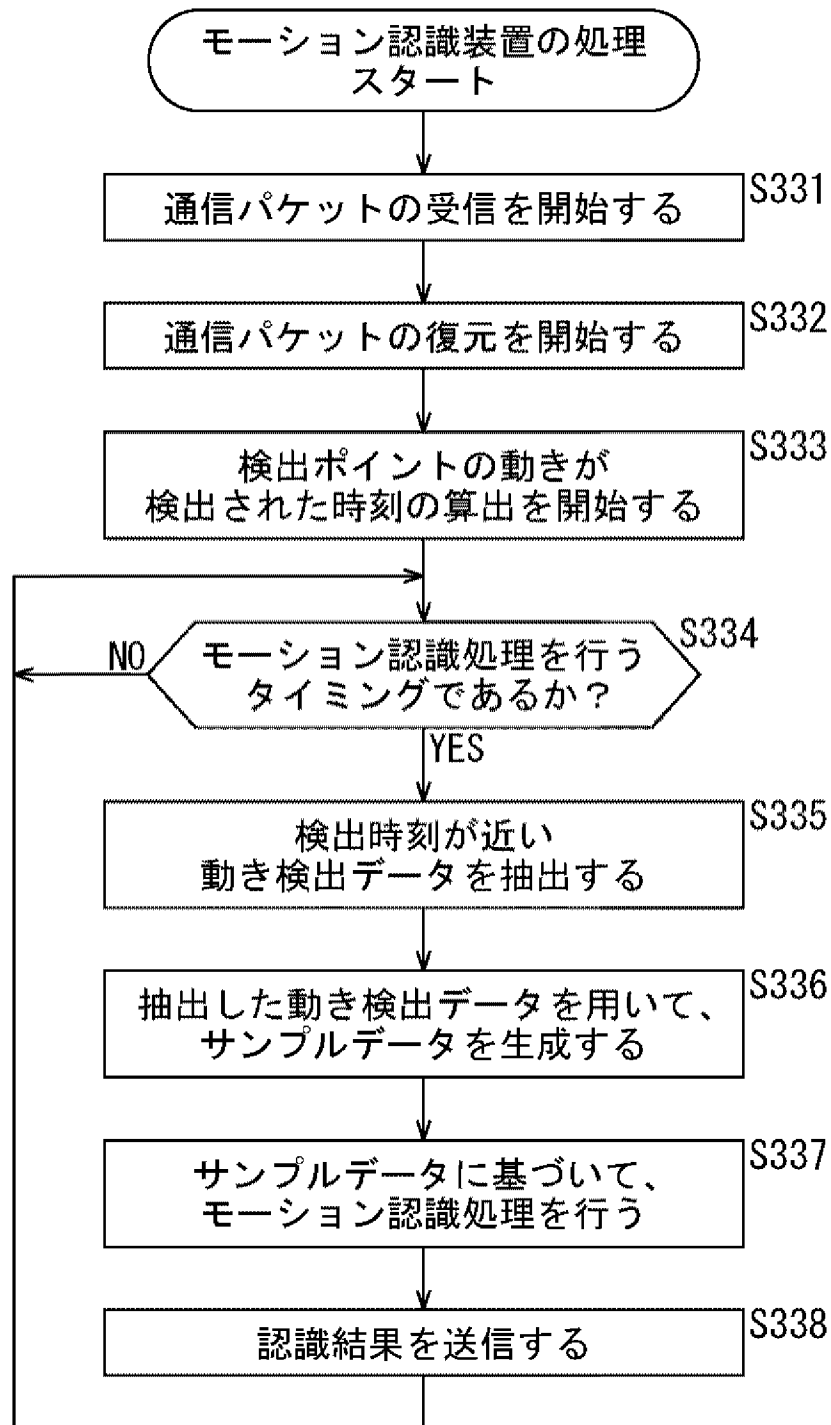 モーション認識装置の処理
スタート
S331
通信パケットの受信を開始する
S332
通信パケットの復元を開始する
S333
検出ポイントの動きが
検出された時刻の算出を開始する
S334
NO
モーション認識処理を行う
タイミングであるか？
YES
S335
検出時刻が近い
動き検出データを抽出する
S336
抽出した動き検出データを用いて、
サンプルデータを生成する
S337
サンプルデータに基づいて、
モーション認識処理を行う
S338
認識結果を送信する